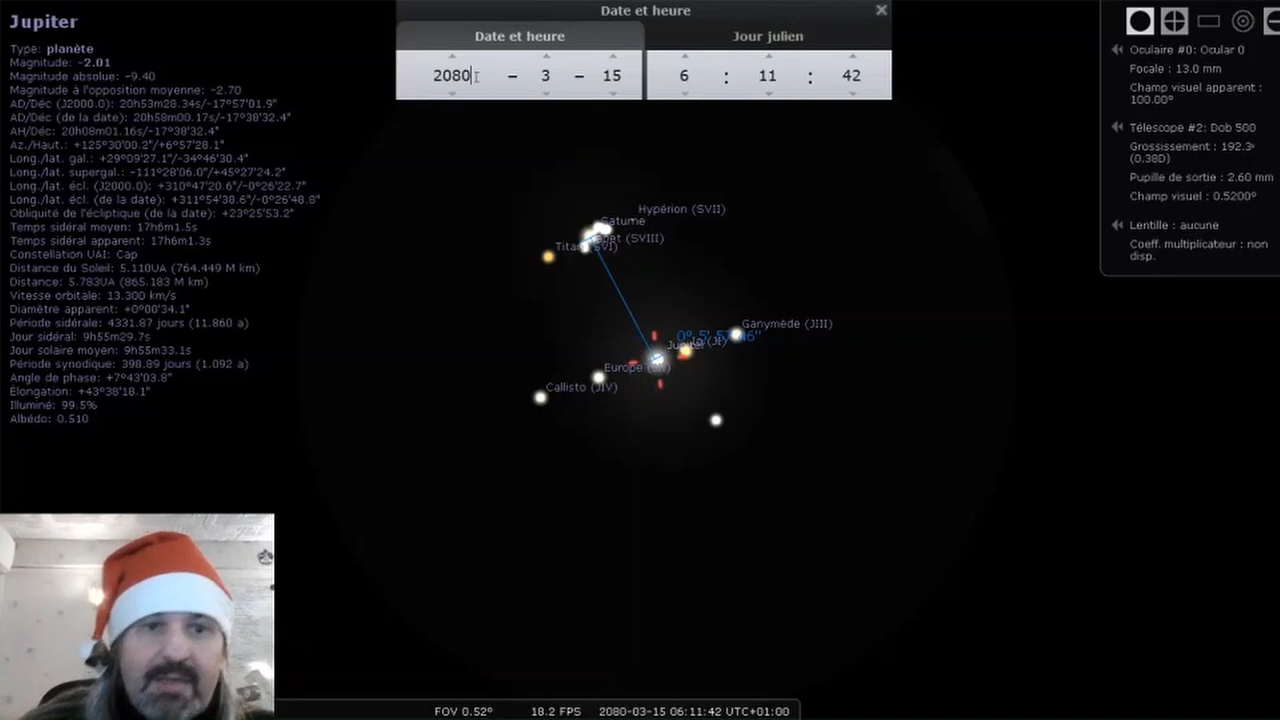 Jupiter
Type: planète
Magnitude: -2.01
Magnitude absolue: -9.40
Magnitude à l'opposition moyenne: -2.70
AD/Déc (J2000.0): 20h53m28.34s/-17°57'01.9"
AD/Déc (de la date): 20h58m00.17s/-17°38'32.4"
AH/Déc: 20h08m01.16s/-17°38'32.4"
Az./Haut.: +125°30'00.2"/+6°57'28.1"
Long./lat. gal.: +29°09'27.1"/-34°46'30.4"
Long./lat. supergal.: -111°28'06.0"/+45°27'24.2"
Long./lat. écl. (J2000.0): +310°47'20.6"/-0°26'22.7"
Long./lat. écl. (de la date): +311°54'38.6"/-0°26'48.8"
Obliquité de l'écliptique (de la date): +23°25'53.2"
Temps sidéral moyen: 17h6m1.5s
Temps sidéral apparent: 17h6m1.3s
Constellation UAI: Cap
Distance du Soleil: 5.110UA (764.449 M km)
Distance: 5.783UA (865.183 M km)
Vitesse orbitale: 13.300 km/s
Diamètre apparent: +0°00'34.1"
Période sidérale: 4331.87 jours (11.860 a)
Jour sidéral: 9h55m29.7s
Jour solaire moyen: 9h55m33.1s
Période synodique: 398.89 jours (1.092 a)
Angle de phase: +7°43'03.8"
Élongation: +43°38'18.1"
Illuminé: 99.5%
Albédo: 0.510
Date et heure
Date et heure Jour julien
2080 - 3 - 15 6 : 11 : 42
Hypérion (SVII)
Saturne
Japet (SVIII)
Titan (SVI)
Ganymède (JIII)
Io (JI)
Jupiter
Europe (JII)
Callisto (JIV)
Oculaire #0: Ocular 0
Focale : 13.0 mm
Champ visuel apparent :
100.00°
Télescope #2: Dob 500
Grossissement : 192.3×
(0.38D)
Pupille de sortie : 2.60 mm
Champ visuel : 0.5200°
Lentille : aucune
Coeff. multiplicateur : non
disp.
FOV 0.52° 18.2 FPS 2080-03-15 06:11:42 UTC+01:00